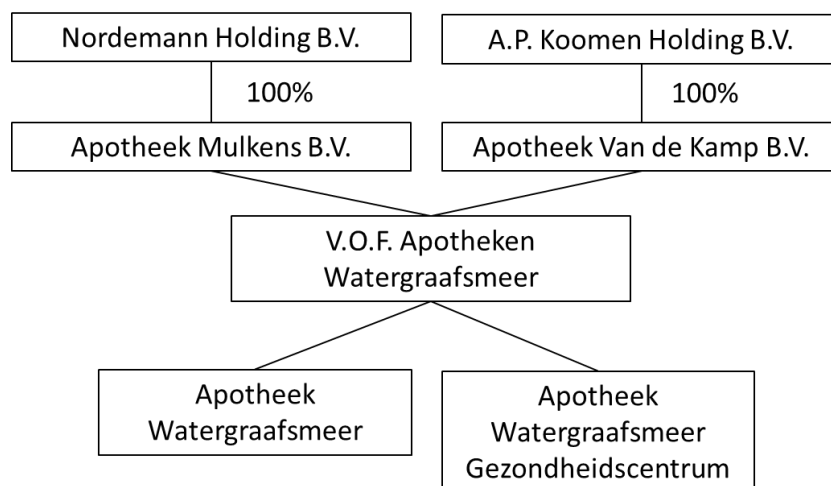 Nordemann Holding B.V.
A.P. Koomen Holding B.V.
100%
100%
Apotheek Mulkens B.V.
Apotheek Van de Kamp B.V.
V.O.F. Apotheken
Watergraafsmeer
Apotheek
Watergraafsmeer
Apotheek
Watergraafsmeer
Gezondheidscentrum